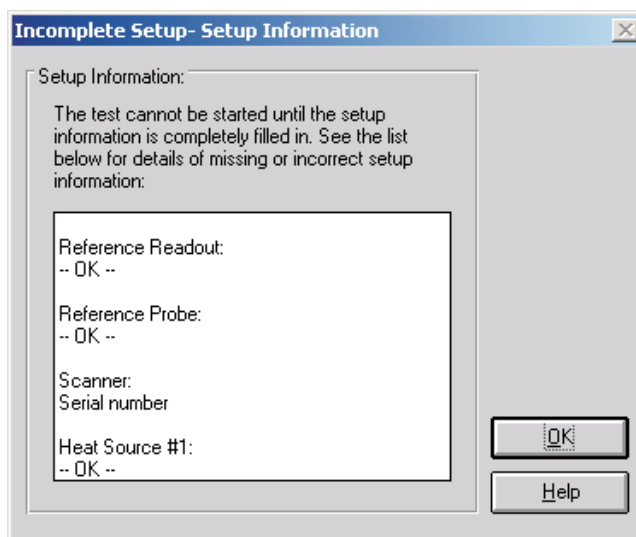 Incomplete Setup- Setup Information
Setup Information:
The test cannot be started until the setup
information is completely filled in. See the list
below for details of missing or incorrect setup
information:
Reference Readout:
-- OK --
Reference Probe:
-- OK --
Scanner:
Serial number
Heat Source #1:
-- OK --
OK
Help